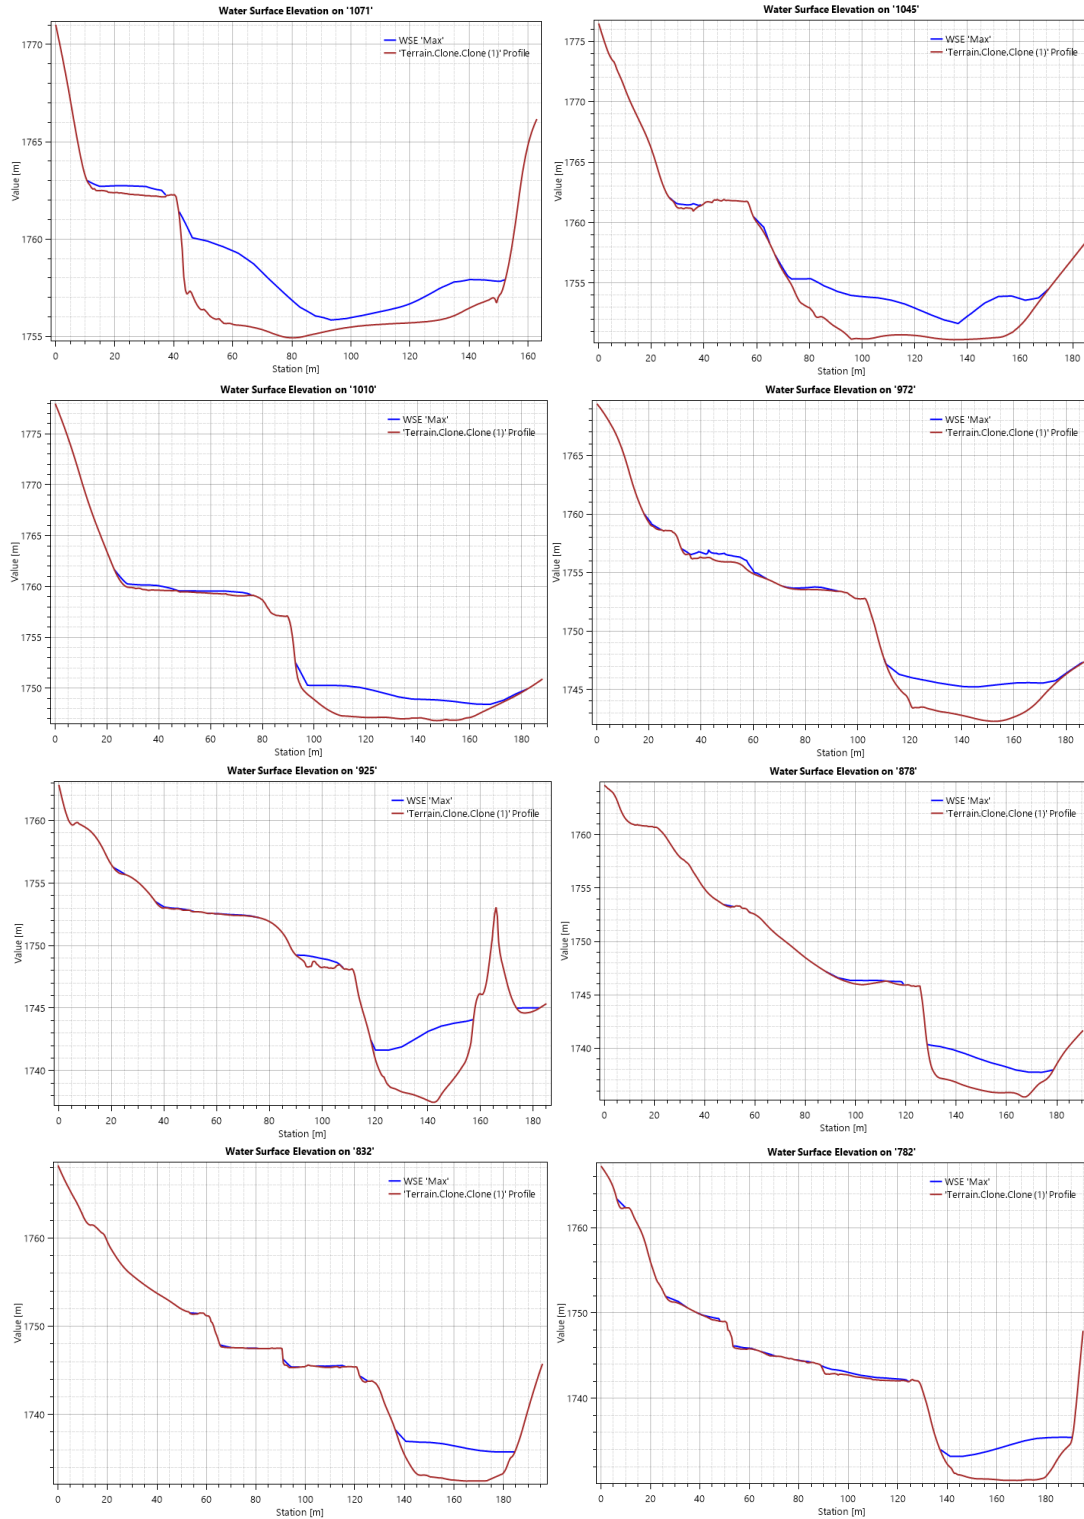 Water Surface Elevation on '1071'
WSE 'Max'
'Terrain.Clone.Clone (1)' Profile
Value [m]
1770
1765
1760
1755
0 20 40 60 80 100 120 140 160
Station [m]
Water Surface Elevation on '1045'
WSE 'Max'
'Terrain.Clone.Clone (1)' Profile
Value [m]
1775
1770
1765
1760
1755
0 20 40 60 80 100 120 140 160 180
Station [m]
Water Surface Elevation on '1010'
WSE 'Max'
'Terrain.Clone.Clone (1)' Profile
Value [m]
1775
1770
1765
1760
1755
1750
0 20 40 60 80 100 120 140 160 180
Station [m]
Water Surface Elevation on '972'
WSE 'Max'
'Terrain.Clone.Clone (1)' Profile
Value [m]
1765
1760
1755
1750
1745
0 20 40 60 80 100 120 140 160 180
Station [m]
Water Surface Elevation on '925'
WSE 'Max'
'Terrain.Clone.Clone (1)' Profile
Value [m]
1760
1755
1750
1745
1740
0 20 40 60 80 100 120 140 160 180
Station [m]
Water Surface Elevation on '878'
WSE 'Max'
'Terrain.Clone.Clone (1)' Profile
Value [m]
1760
1755
1750
1745
1740
0 20 40 60 80 100 120 140 160 180
Station [m]
Water Surface Elevation on '832'
WSE 'Max'
'Terrain.Clone.Clone (1)' Profile
Value [m]
1760
1750
1740
0 20 40 60 80 100 120 140 160 180
Station [m]
Water Surface Elevation on '782'
WSE 'Max'
'Terrain.Clone.Clone (1)' Profile
Value [m]
1760
1750
1740
0 20 40 60 80 100 120 140 160 180
Station [m]